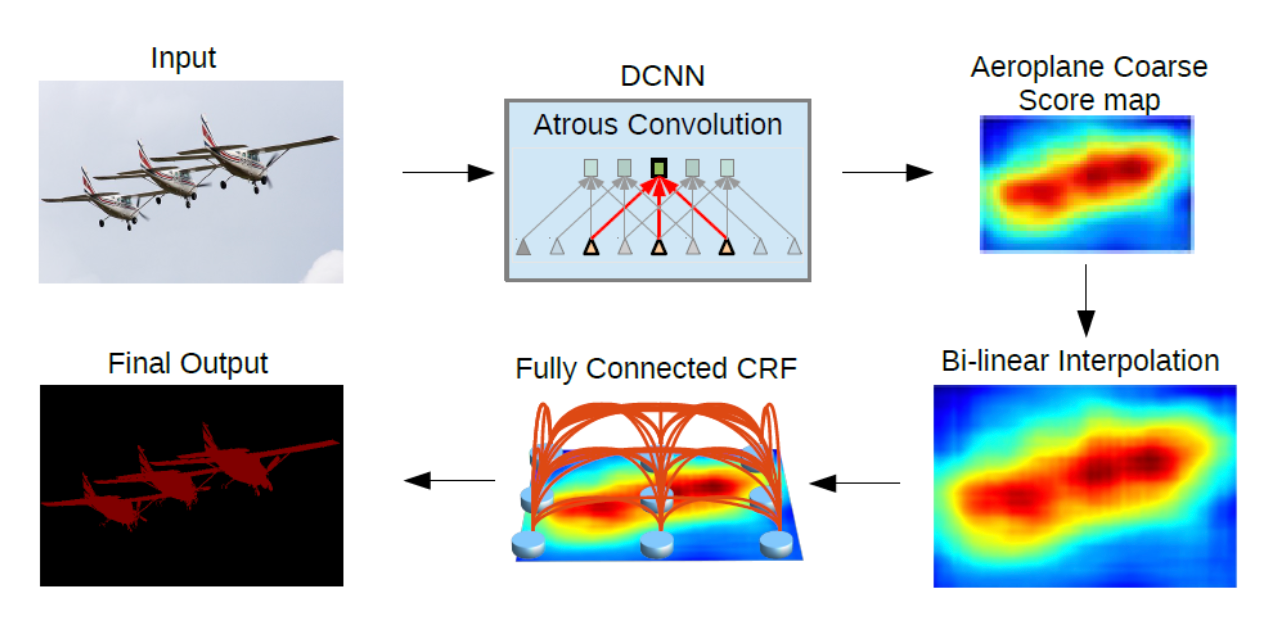 Input
DCNN
Atrous Convolution
Aeroplane Coarse
Score map
Bi-linear Interpolation
Fully Connected CRF
Final Output